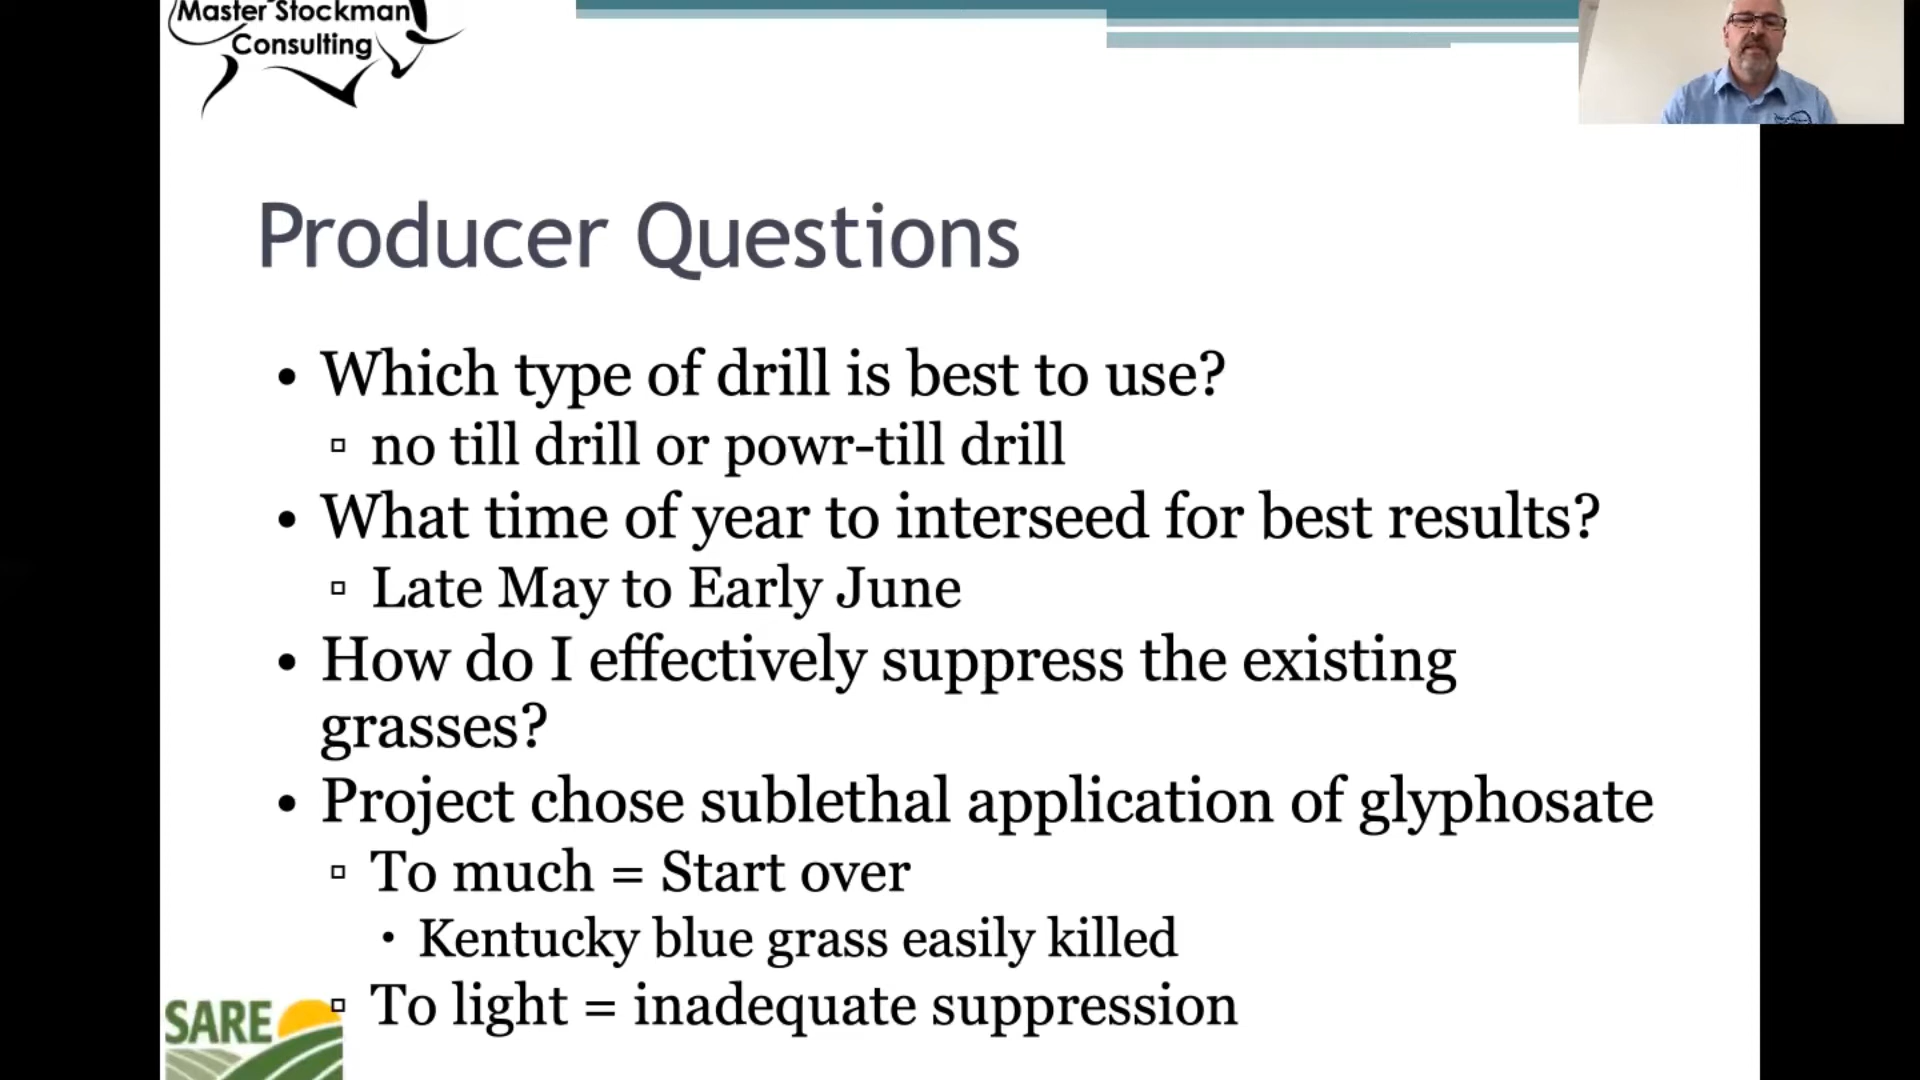 Master Stockman
Consulting
Producer Questions
• Which type of drill is best to use?
▫ no till drill or powr-till drill
• What time of year to interseed for best results?
▫ Late May to Early June
• How do I effectively suppress the existing
grasses?
• Project chose sublethal application of glyphosate
▫ To much = Start over
• Kentucky blue grass easily killed
▫ To light = inadequate suppression
SARE